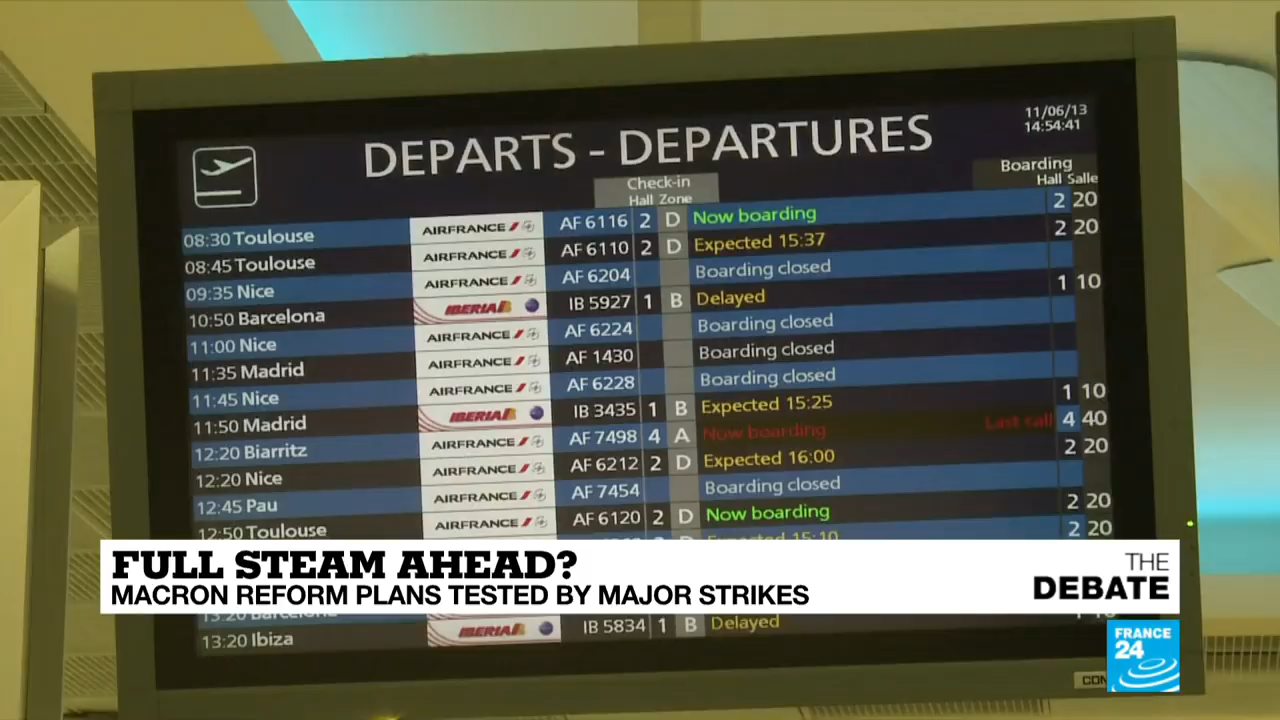 11/06/13
14:54:41
DEPARTS - DEPARTURES
Check-in
Hall Zone
Boarding
Hall Salle
08:30 Toulouse AIRFRANCE AF 6116 2 D Now boarding 2 20
08:45 Toulouse AIRFRANCE AF 6110 2 D Expected 15:37 2 20
09:35 Nice AIRFRANCE AF 6204 Boarding closed
10:50 Barcelona IBERIA IB 5927 1 B Delayed 1 10
11:00 Nice AIRFRANCE AF 6224 Boarding closed
11:35 Madrid AIRFRANCE AF 1430 Boarding closed
11:45 Nice AIRFRANCE AF 6228 Boarding closed
11:50 Madrid IBERIA IB 3435 1 B Expected 15:25 1 10
12:20 Biarritz AIRFRANCE AF 7498 4 A Now boarding Last call 4 40
12:20 Nice AIRFRANCE AF 6212 2 D Expected 16:00 2 20
12:45 Pau AIRFRANCE AF 7454 Boarding closed
12:50 Toulouse AIRFRANCE AF 6120 2 D Now boarding 2 20
Expected 15:10 2 20
FULL STEAM AHEAD?
MACRON REFORM PLANS TESTED BY MAJOR STRIKES
THE
DEBATE
13:20 Barcelona
13:20 Ibiza IBERIA IB 5834 1 B Delayed
FRANCE
24